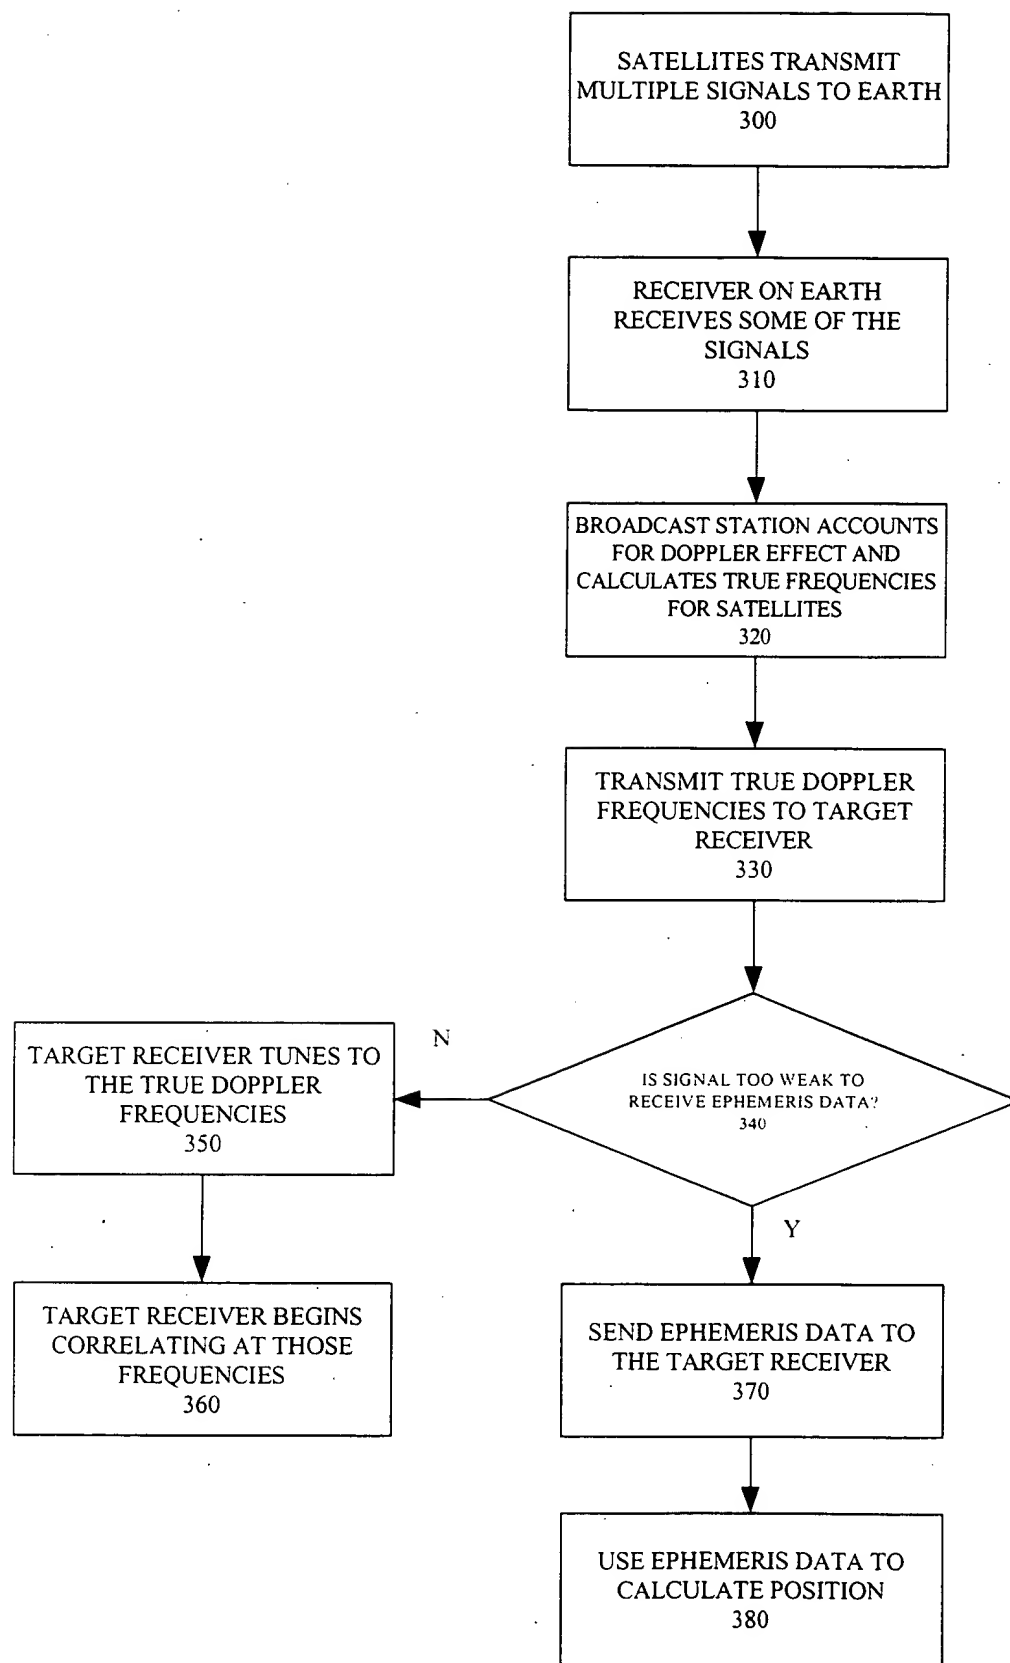 SATELLITES TRANSMIT
MULTIPLE SIGNALS TO EARTH
300
RECEIVER ON EARTH
RECEIVES SOME OF THE
SIGNALS
310
BROADCAST STATION ACCOUNTS
FOR DOPPLER EFFECT AND
CALCULATES TRUE FREQUENCIES
FOR SATELLITES
320
TRANSMIT TRUE DOPPLER
FREQUENCIES TO TARGET
RECEIVER
330
IS SIGNAL TOO WEAK TO
RECEIVE EPHEMERIS DATA?
340
N
TARGET RECEIVER TUNES TO
THE TRUE DOPPLER
FREQUENCIES
350
TARGET RECEIVER BEGINS
CORRELATING AT THOSE
FREQUENCIES
360
Y
SEND EPHEMERIS DATA TO
THE TARGET RECEIVER
370
USE EPHEMERIS DATA TO
CALCULATE POSITION
380